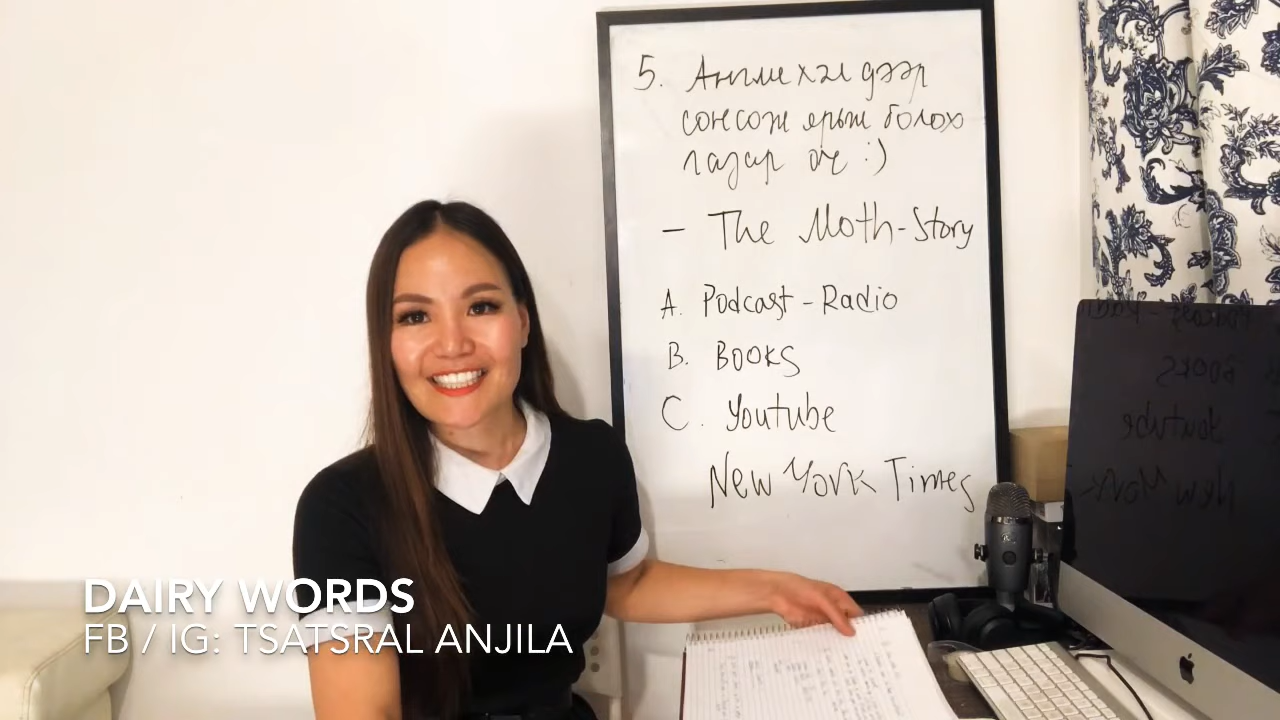 5. Англи хэл дээр
сонсож ярьж болох
газар оч :)
- The Moth-Story
A. Podcast-Radio
B. BOOKS
C. Youtube
New York Times
DAIRY WORDS
FB / IG: TSATSRAL ANJILA